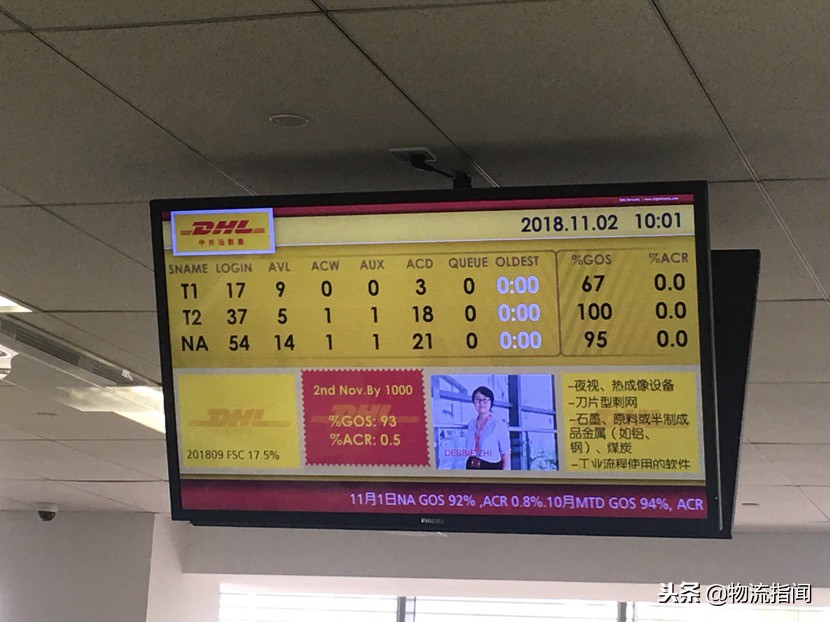 DHL
中外运敦豪
2018.11.02 10:01
SNAME LOGIN AVL ACW AUX ACD QUEUE OLDEST %GOS %ACR
T1 17 9 0 0 3 0 0:00 67 0.0
T2 37 5 1 1 18 0 0:00 100 0.0
NA 54 14 1 1 21 0 0:00 95 0.0
DHL
201809 FSC 17.5%
2nd Nov.By 1000
%GOS: 93
%ACR: 0.5
-夜视、热成像设备
-刀片型刺网
-石墨、原料或半制成
品金属（如铝、
钢）、煤炭
-工业流程使用的软件
11月1日NA GOS 92% ,ACR 0.8%.10月MTD GOS 94%, ACR
PHILIPS
头条 @物流指闻